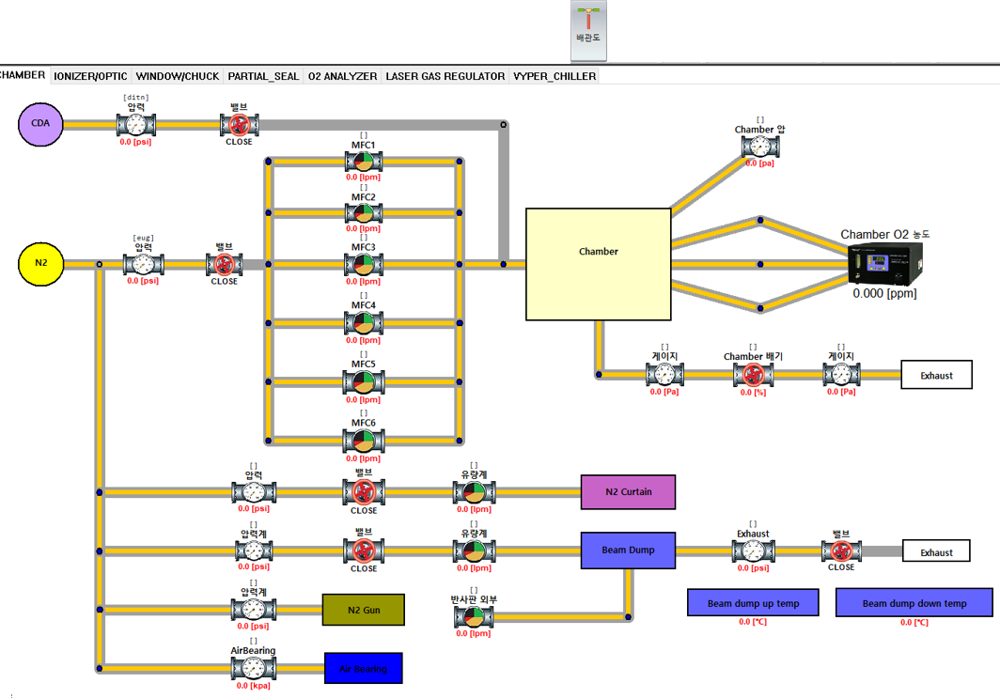 배관도
CHAMBER
IONIZER/OPTIC
WINDOW/CHUCK
PARTIAL_SEAL
O2 ANALYZER
LASER GAS REGULATOR
VYPER_CHILLER
CDA
[ditn]
압력
0.0 [psi]
밸브
CLOSE
[]
MFC1
0.0 [lpm]
[]
MFC2
0.0 [lpm]
[]
MFC3
0.0 [lpm]
[]
MFC4
0.0 [lpm]
[]
MFC5
0.0 [lpm]
[]
MFC6
0.0 [lpm]
N2
[eug]
압력
0.0 [psi]
밸브
CLOSE
Chamber
[]
Chamber 압
0.0 [pa]
Chamber O2 농도
0.000 [ppm]
[]
게이지
0.0 [Pa]
[]
Chamber 배기
0.0 [%]
[]
게이지
0.0 [Pa]
Exhaust
[]
압력
0.0 [psi]
밸브
CLOSE
[]
유량계
0.0 [lpm]
N2 Curtain
[]
압력계
0.0 [psi]
밸브
CLOSE
[]
유량계
0.0 [lpm]
Beam Dump
[]
Exhaust
0.0 [psi]
밸브
CLOSE
Exhaust
[]
압력계
0.0 [psi]
N2 Gun
[]
반사판 외부
0.0 [lpm]
Beam dump up temp
0.0 [℃]
Beam dump down temp
0.0 [℃]
[]
AirBearing
0.0 [kpa]
Air Bearing